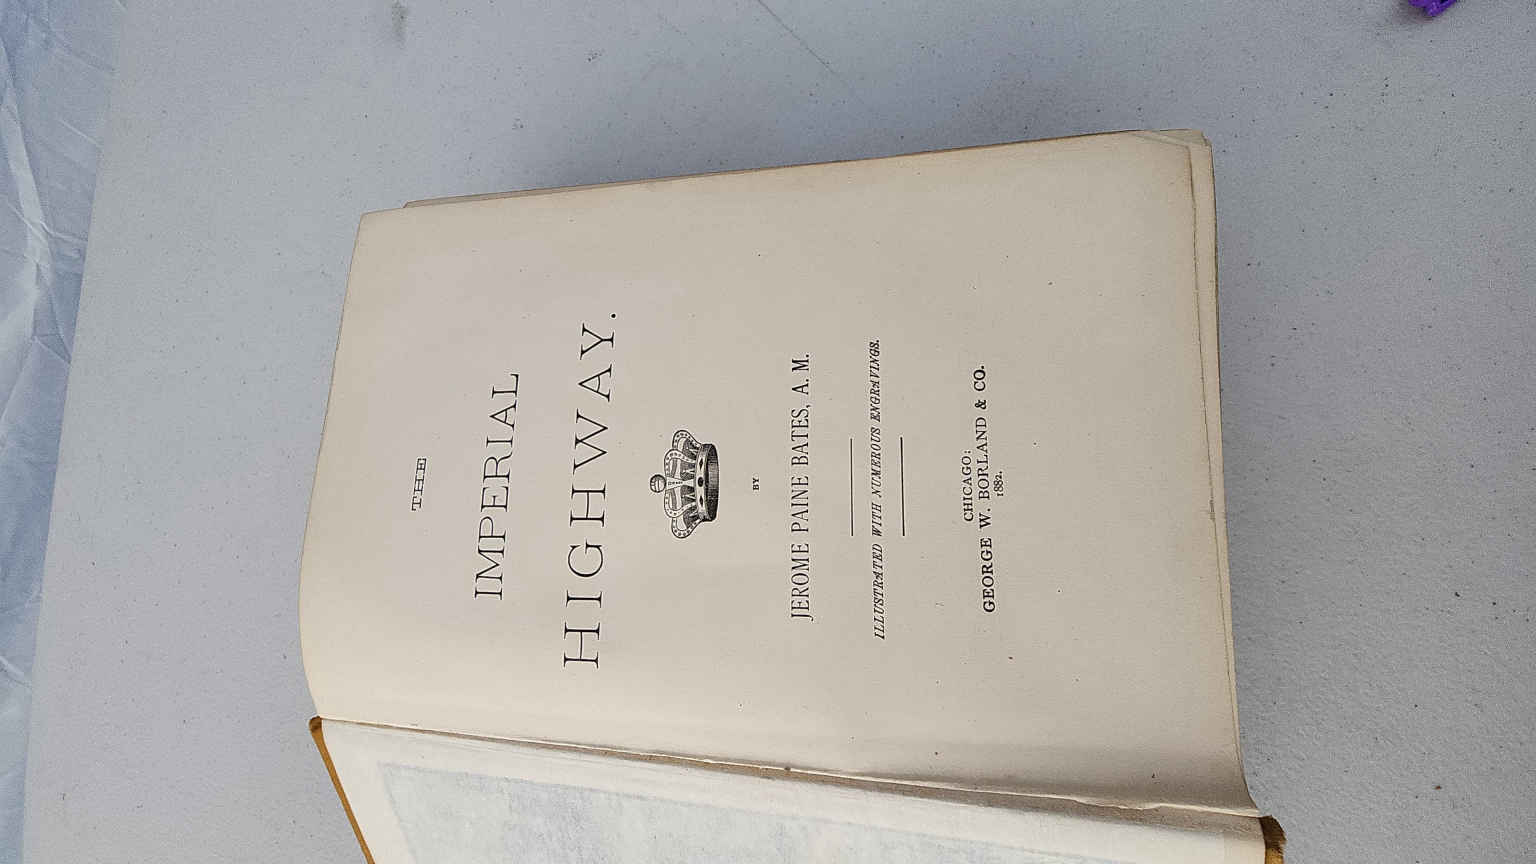 THE
IMPERIAL
HIGHWAY.
BY
JEROME PAINE BATES, A. M.
ILLUSTRATED WITH NUMEROUS ENGRAVINGS.
CHICAGO:
GEORGE W. BORLAND & CO.
1882.